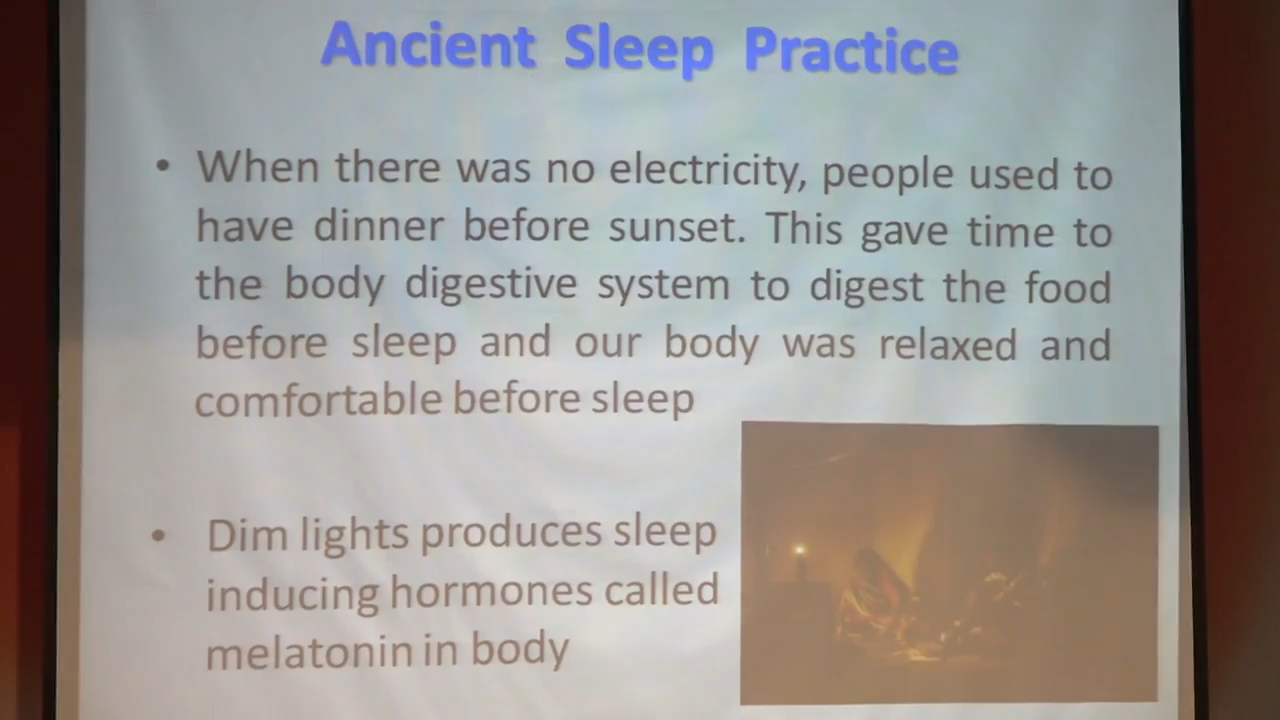 Ancient Sleep Practice
• When there was no electricity, people used to
have dinner before sunset. This gave time to
the body digestive system to digest the food
before sleep and our body was relaxed and
comfortable before sleep
• Dim lights produces sleep
inducing hormones called
melatonin in body